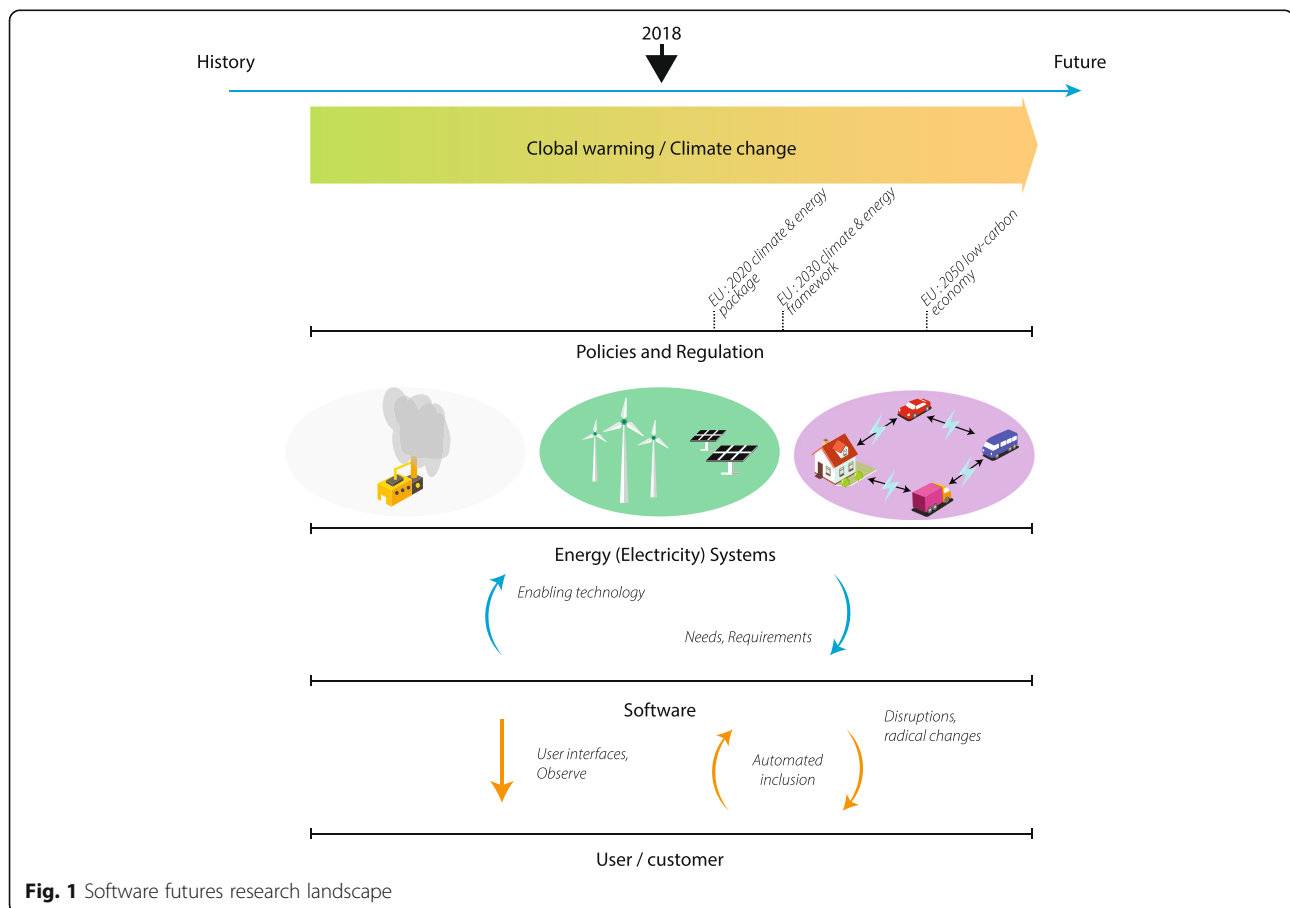 2018
History
Future
Clobal warming / Climate change
EU : 2020 climate & energy
package
EU : 2030 climate & energy
framework
EU : 2050 low-carbon
economy
Policies and Regulation
Energy (Electricity) Systems
Enabling technology
Needs, Requirements
Software
Disruptions,
radical changes
User interfaces,
Observe
Automated
inclusion
User / customer
Fig. 1 Software futures research landscape